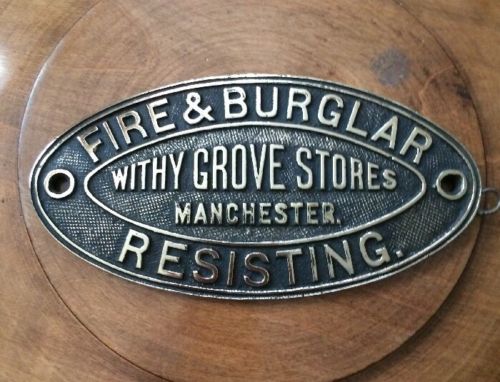 FIRE & BURGLAR
WITHY GROVE STORES
MANCHESTER.
RESISTING.